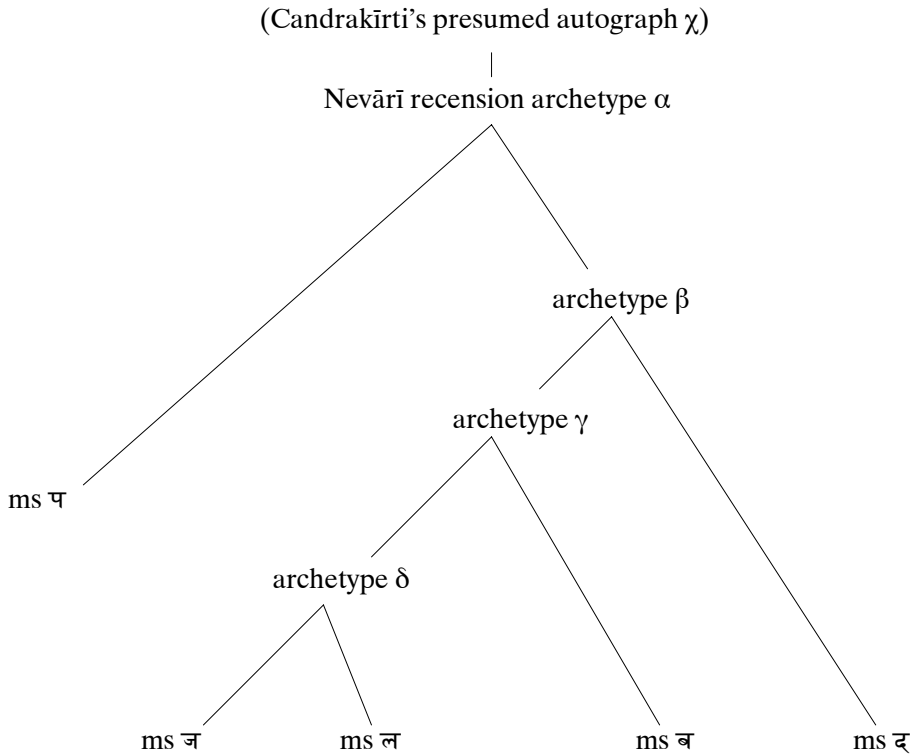 (Candrakīrti’s presumed autograph χ)
Nevārī recension archetype α
archetype β
archetype γ
ms प
archetype δ
ms ज ms ल ms ब ms द्